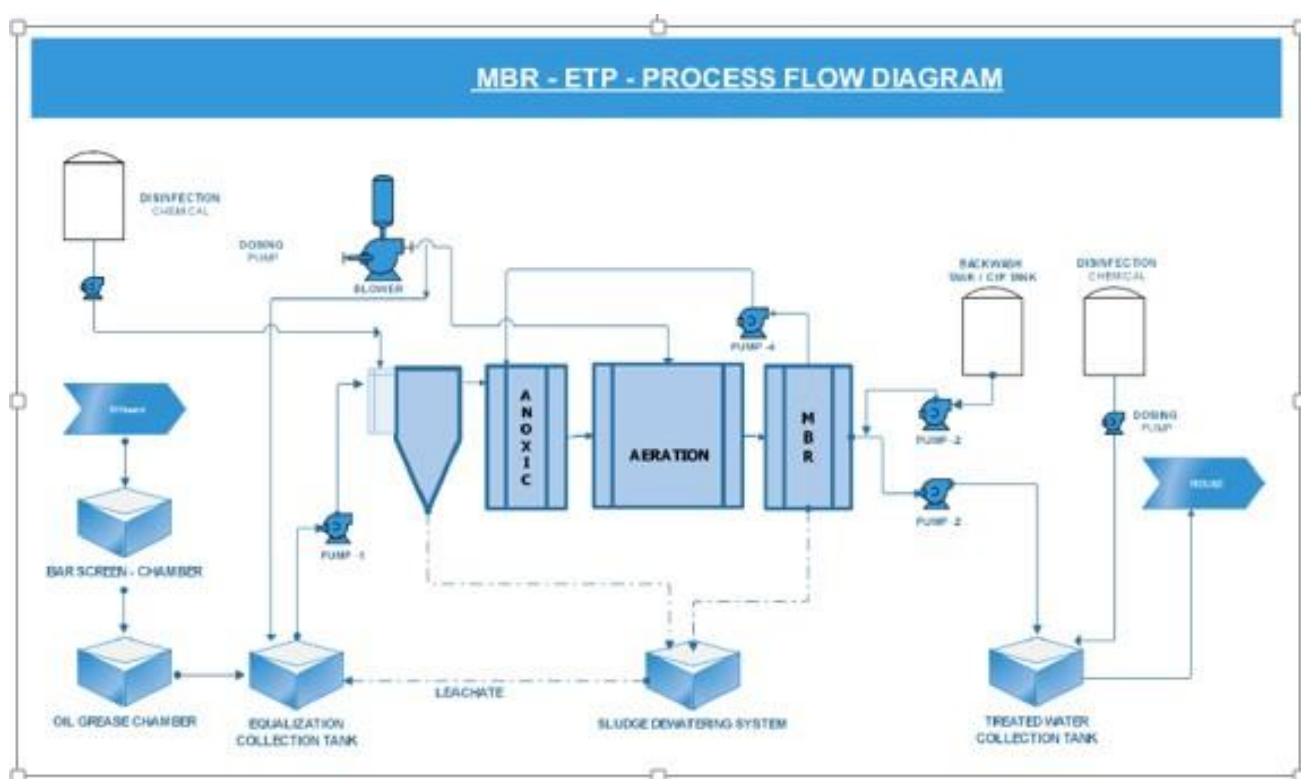 MBR - ETP - PROCESS FLOW DIAGRAM
DISINFECTION
CHEMICAL
DOSING
PUMP
BLOWER
BACKWASH
TANK / CIP TANK
DISINFECTION
CHEMICAL
PUMP -4
ANOXIC
AERATION
MBR
PUMP -2
DOSING
PUMP
PUMP -2
PUMP -1
BAR SCREEN - CHAMBER
OIL GREASE CHAMBER
EQUALIZATION
COLLECTION TANK
LEACHATE
SLUDGE DEWATERING SYSTEM
TREATED WATER
COLLECTION TANK